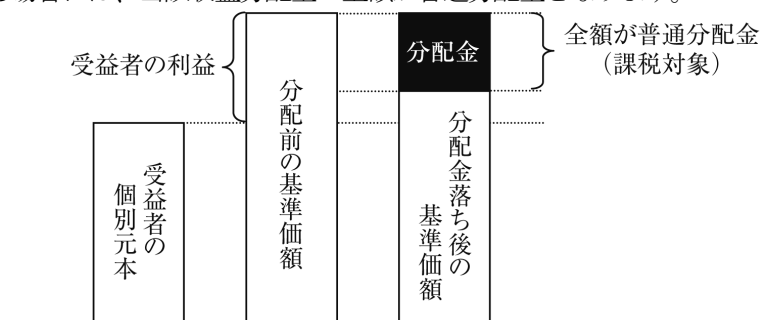 受益者の利益
分配金
全額が普通分配金
（課税対象）
受益者の
個別元本
分配前の基準価額
分配金落ち後の
基準価額